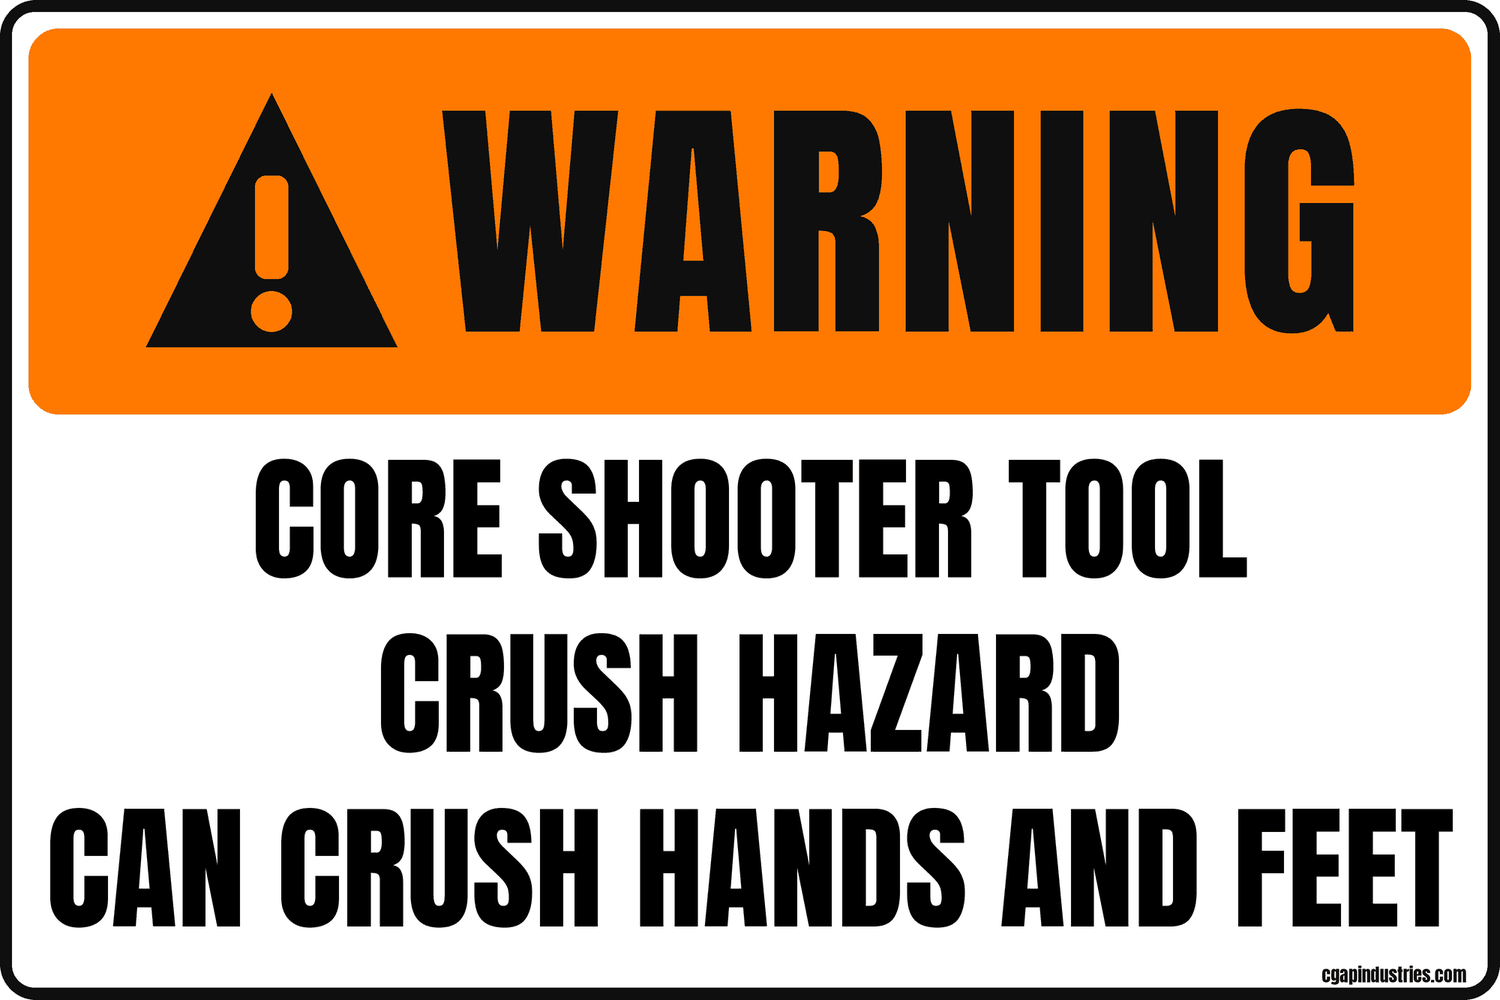 WARNING
CORE SHOOTER TOOL
CRUSH HAZARD
CAN CRUSH HANDS AND FEET
cgapindustries.com